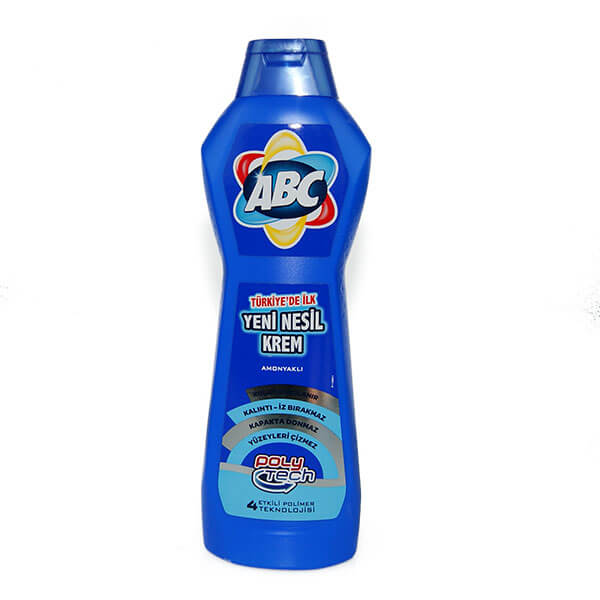 ABC
TÜRKİYE'DE İLK
YENİ NESİL
KREM
AMONYAKLI
KALINTI - İZ BIRAKMAZ
KAPAKTA DONMAZ
YÜZEYLERİ ÇİZMEZ
POLY
TECH
4 ETKİLİ POLİMER
TEKNOLOJİSİ